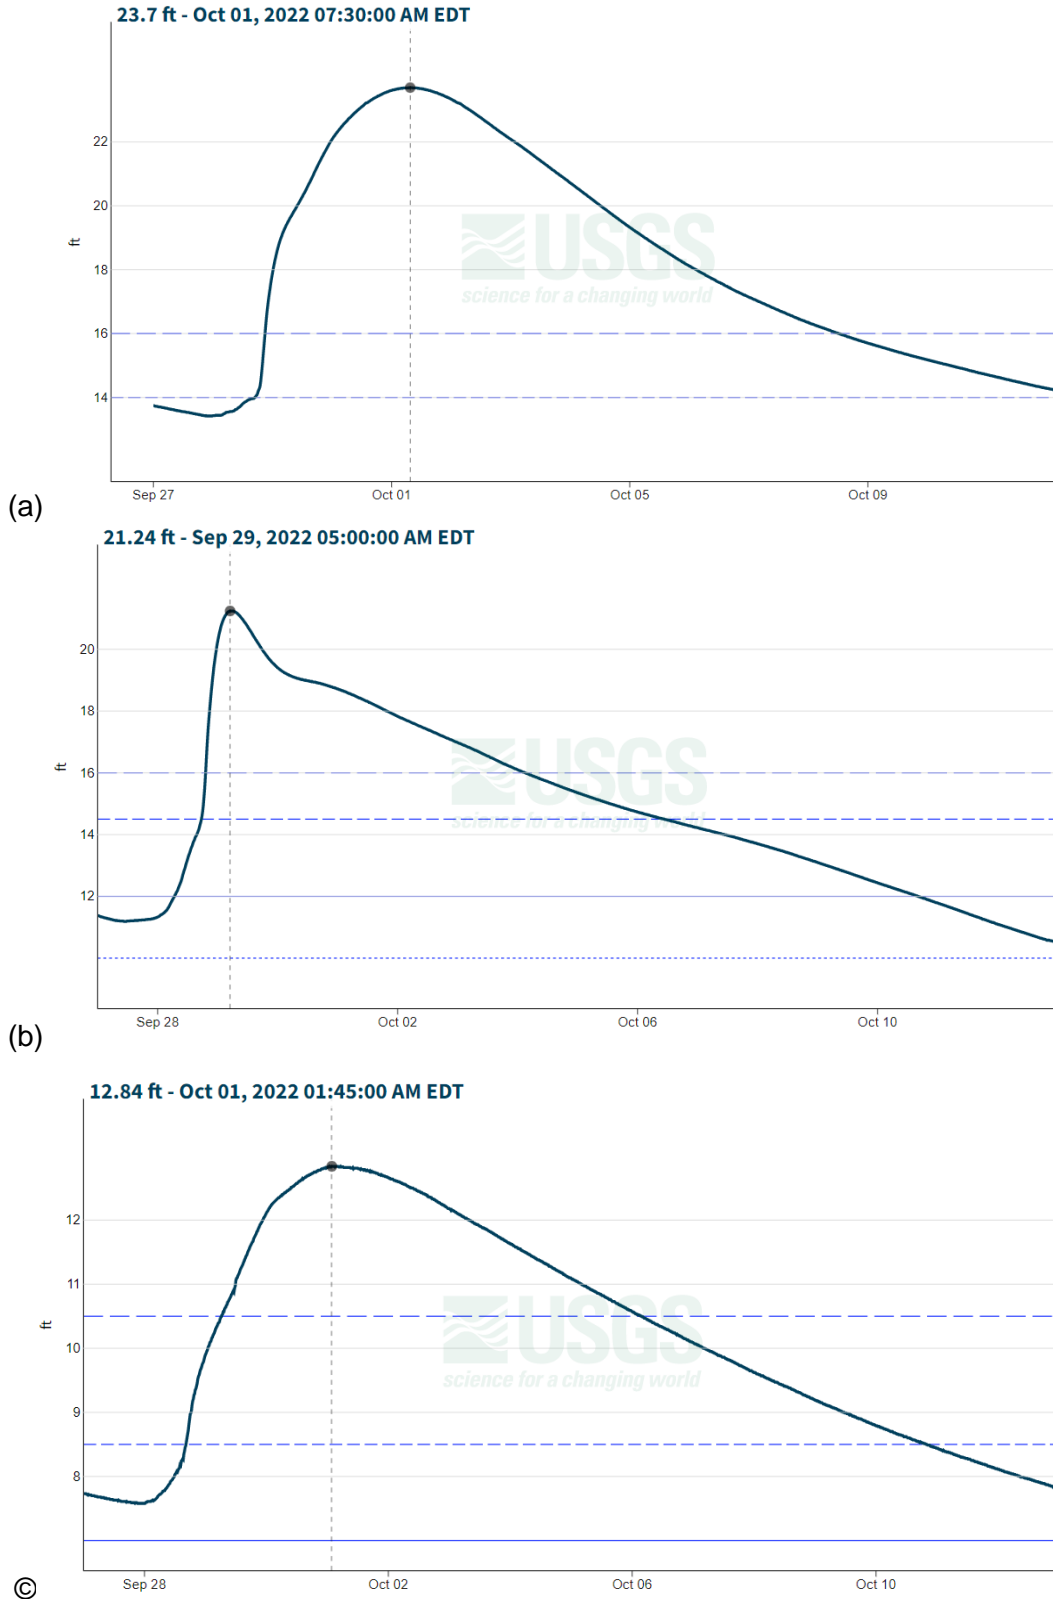 23.7 ft - Oct 01, 2022 07:30:00 AM EDT
22
20
18
16
14
ft
USGS
science for a changing world
Sep 27 Oct 01 Oct 05 Oct 09
(a)
21.24 ft - Sep 29, 2022 05:00:00 AM EDT
20
18
16
14
12
ft
USGS
science for a changing world
Sep 28 Oct 02 Oct 06 Oct 10
(b)
12.84 ft - Oct 01, 2022 01:45:00 AM EDT
12
11
10
9
8
ft
USGS
science for a changing world
Sep 28 Oct 02 Oct 06 Oct 10
©